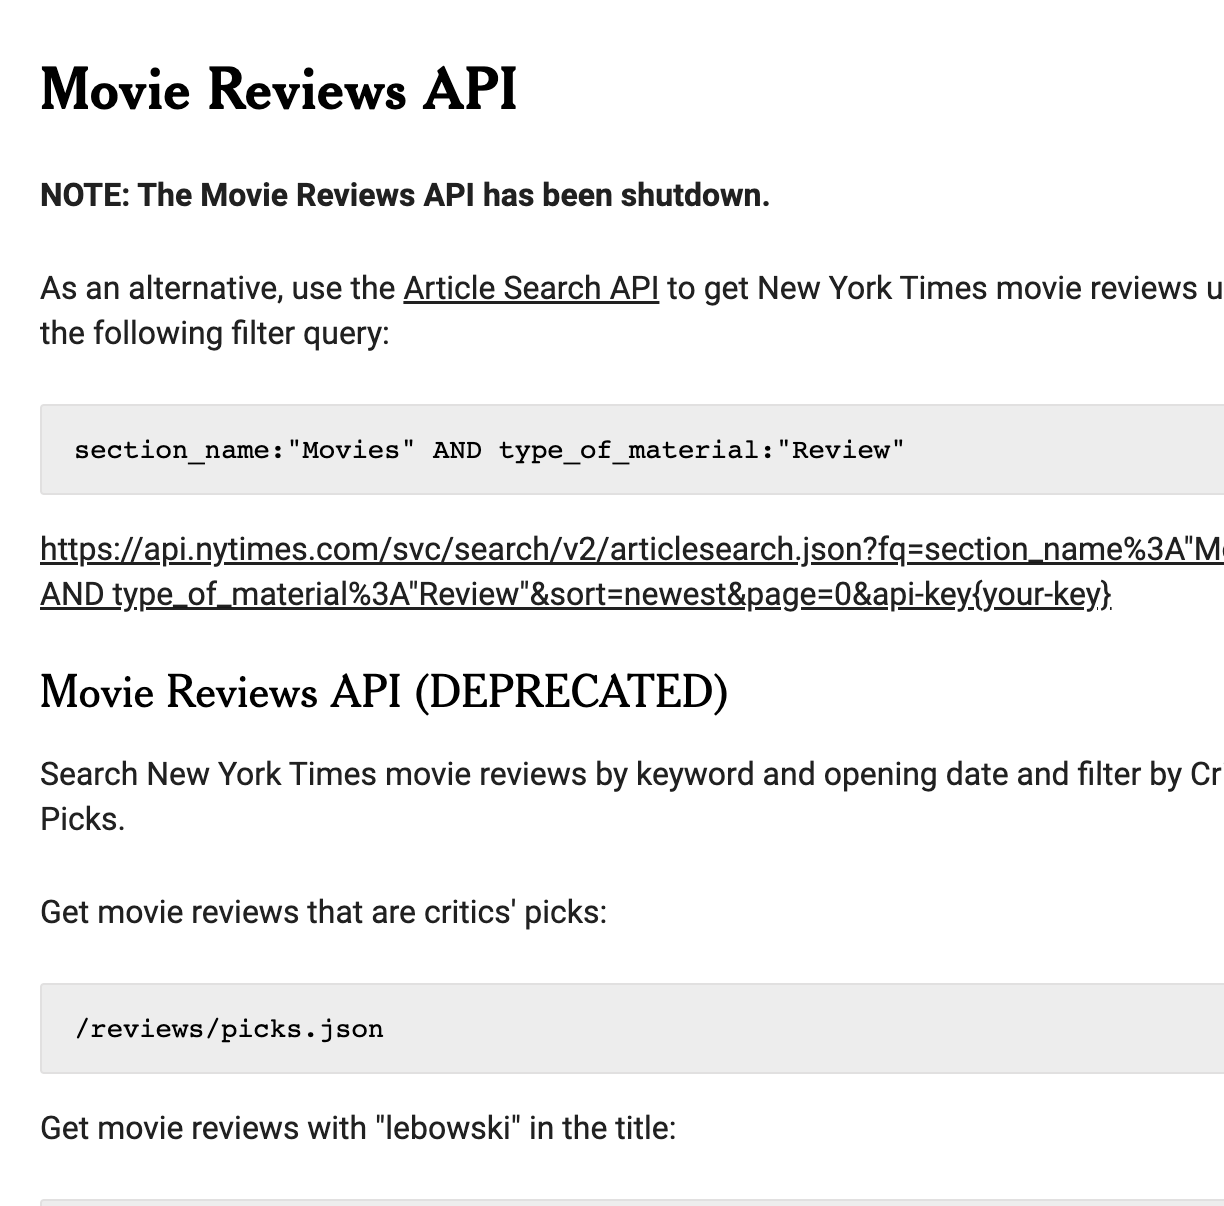 Movie Reviews API
NOTE: The Movie Reviews API has been shutdown.
As an alternative, use the Article Search API to get New York Times movie reviews
the following filter query:
section_name:"Movies" AND type_of_material:"Review"
https://api.nytimes.com/svc/search/v2/articlesearch.json?fq=section_name%3A"M
AND type_of_material%3A"Review"&sort=newest&page=0&api-key{your-key}
Movie Reviews API (DEPRECATED)
Search New York Times movie reviews by keyword and opening date and filter by
Picks.
Get movie reviews that are critics' picks:
/reviews/picks.json
Get movie reviews with "lebowski" in the title: